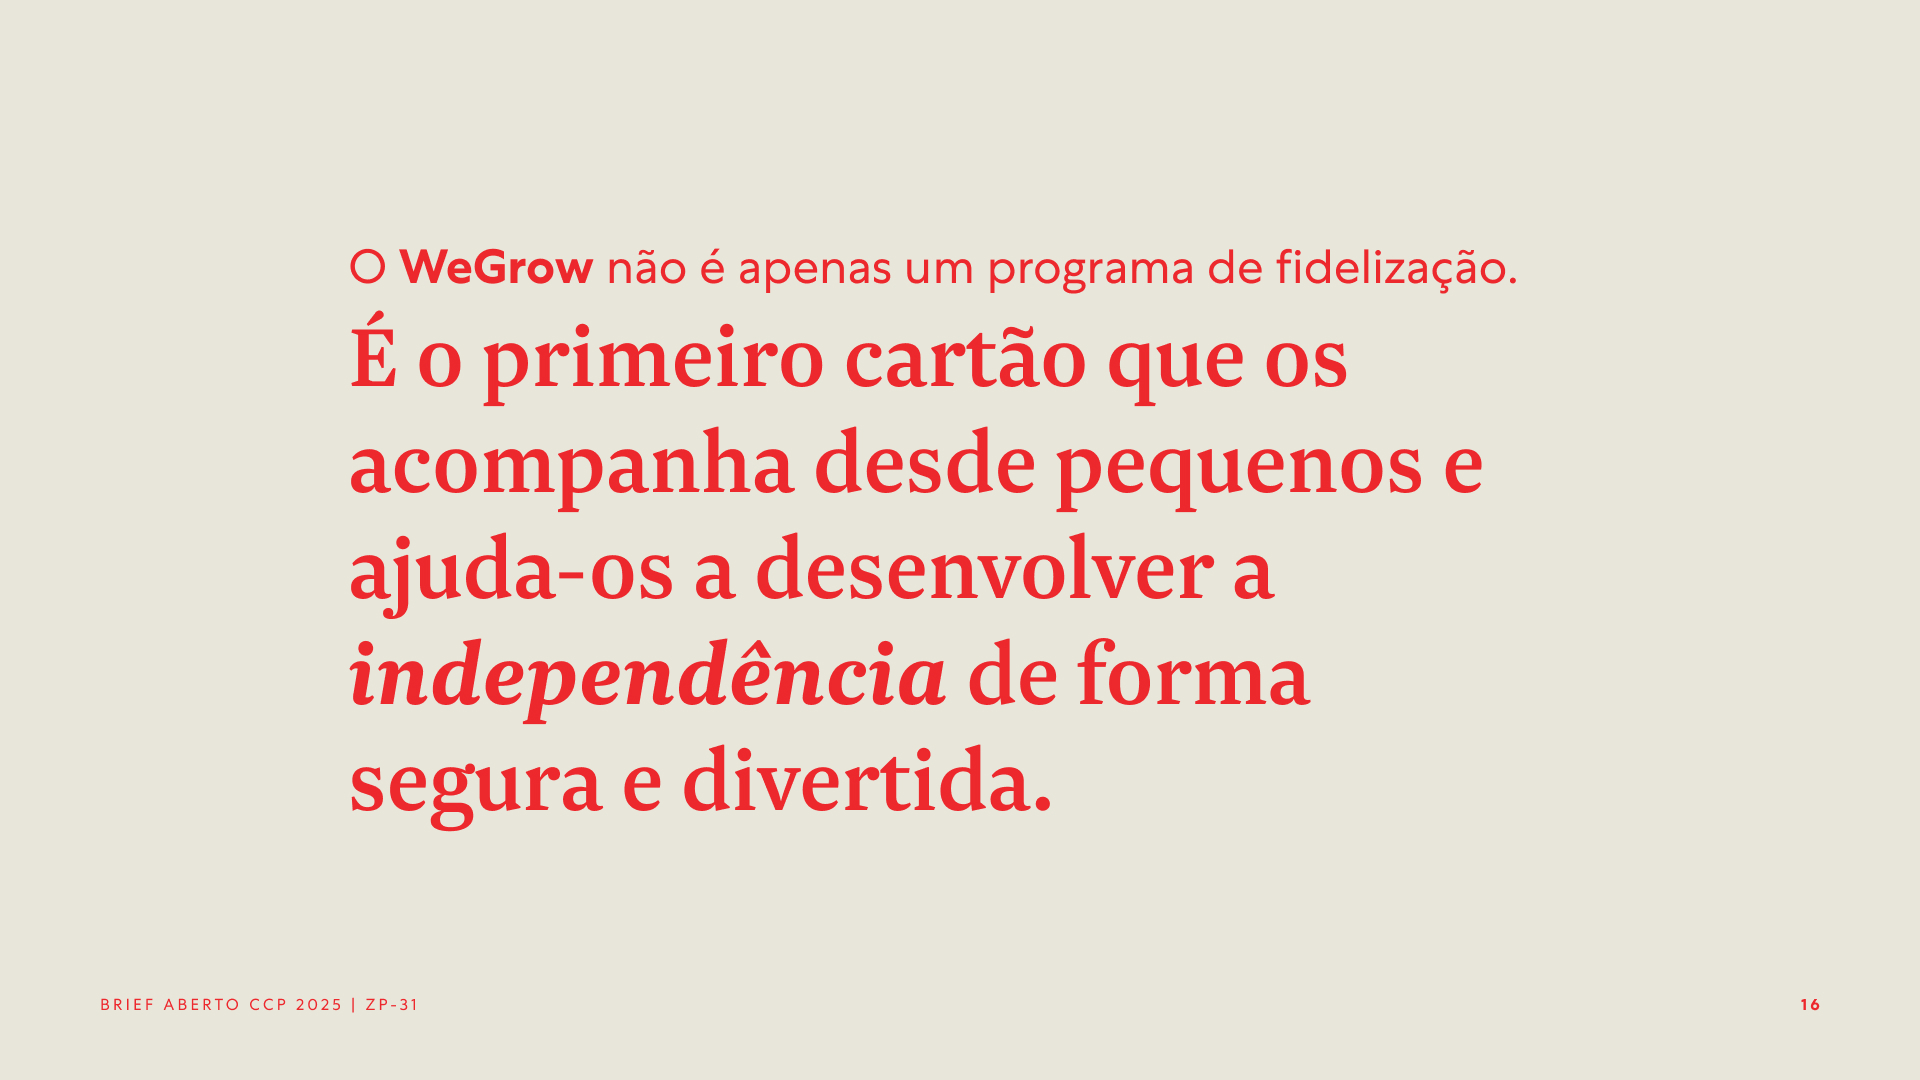 O WeGrow não é apenas um programa de fidelização.
É o primeiro cartão que os
acompanha desde pequenos e
ajuda-os a desenvolver a
independência de forma
segura e divertida.
BRIEF ABERTO CCP 2025 | ZP-31
16